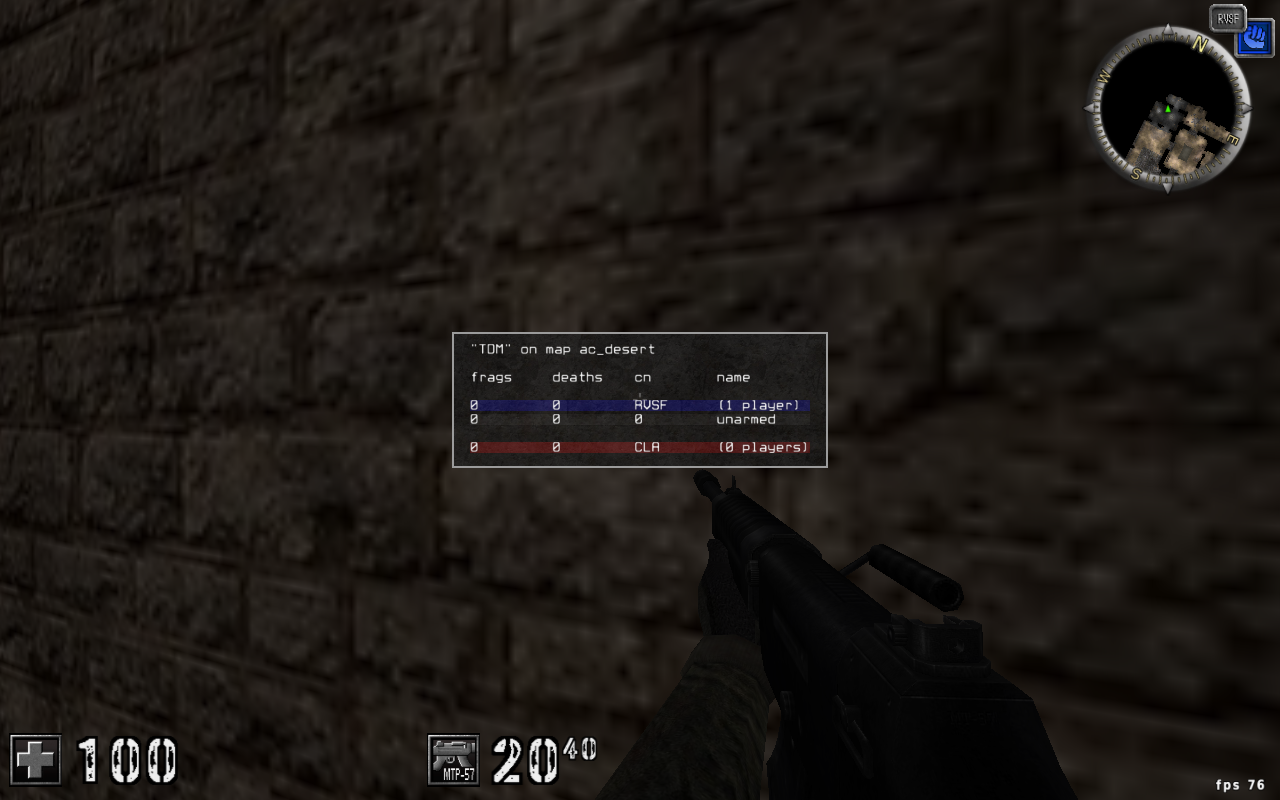 RVSF
N
W
E
S
"TDM" on map ac_desert
frags deaths cn name
0 0 RVSF (1 player)
0 0 0 unarmed
0 0 CLA (0 players)
100
MTP-57
20 40
fps 76